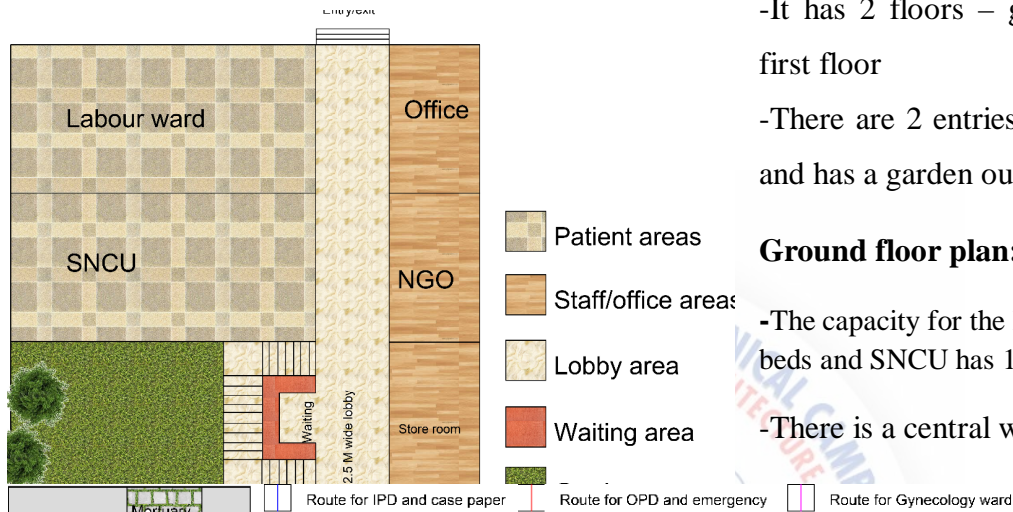 Entry/exit
Labour ward
Office
SNCU
NGO
Waiting
2.5 M wide lobby
Store room
Patient areas
Staff/office areas
Lobby area
Waiting area
Mortuary
Route for IPD and case paper
Route for OPD and emergency
Route for Gynecology ward
-It has 2 floors –
first floor
-There are 2 entries
and has a garden
Ground floor plan:
-The capacity for the
beds and SNCU has 1
-There is a central